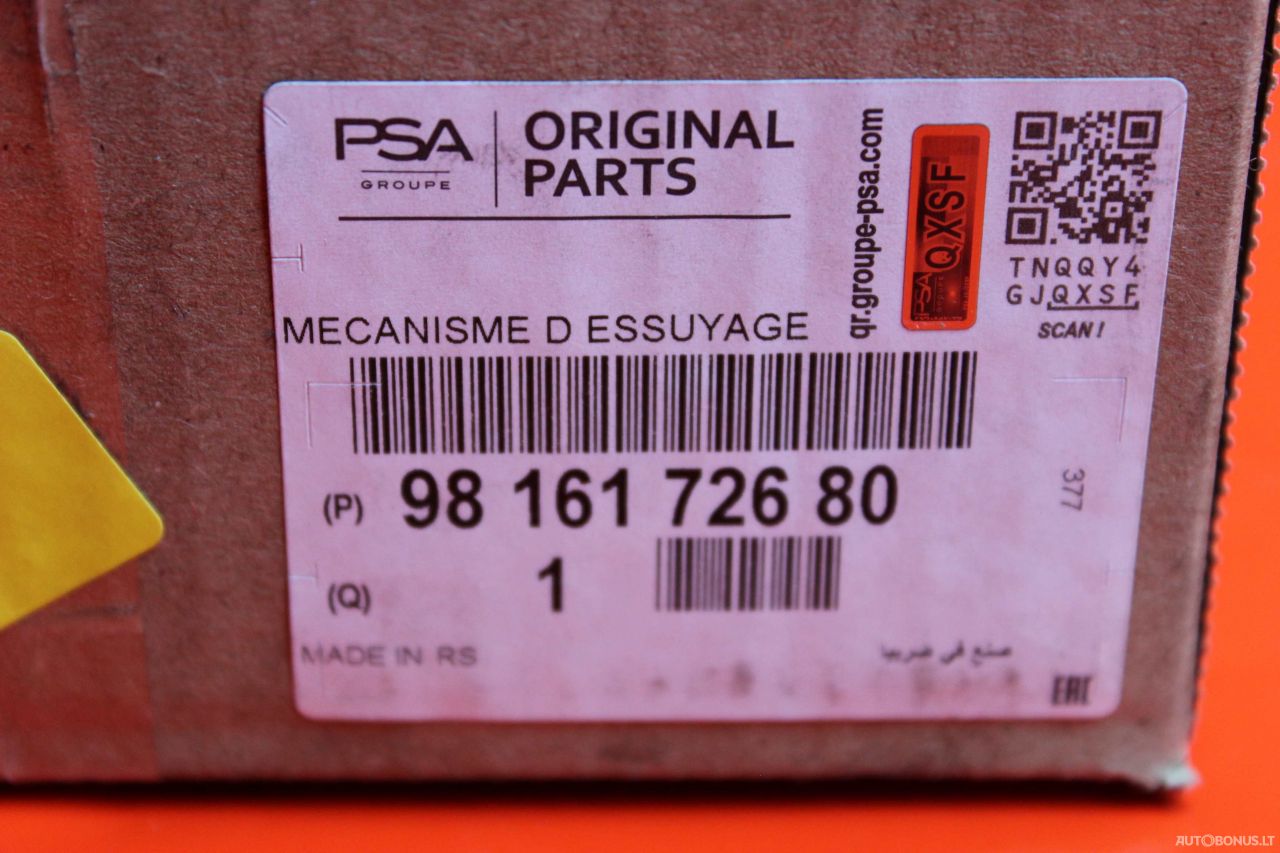 PSA
GROUPE
ORIGINAL
PARTS
qr.groupe-psa.com
PSA
QXSF
TNQQY4
GJQXSF
SCAN!
MECANISME D ESSUYAGE
(P) 98 161 726 80
377
(Q) 1
MADE IN RS
صنع في صربيا
EAC
AUTOBONUS.LT